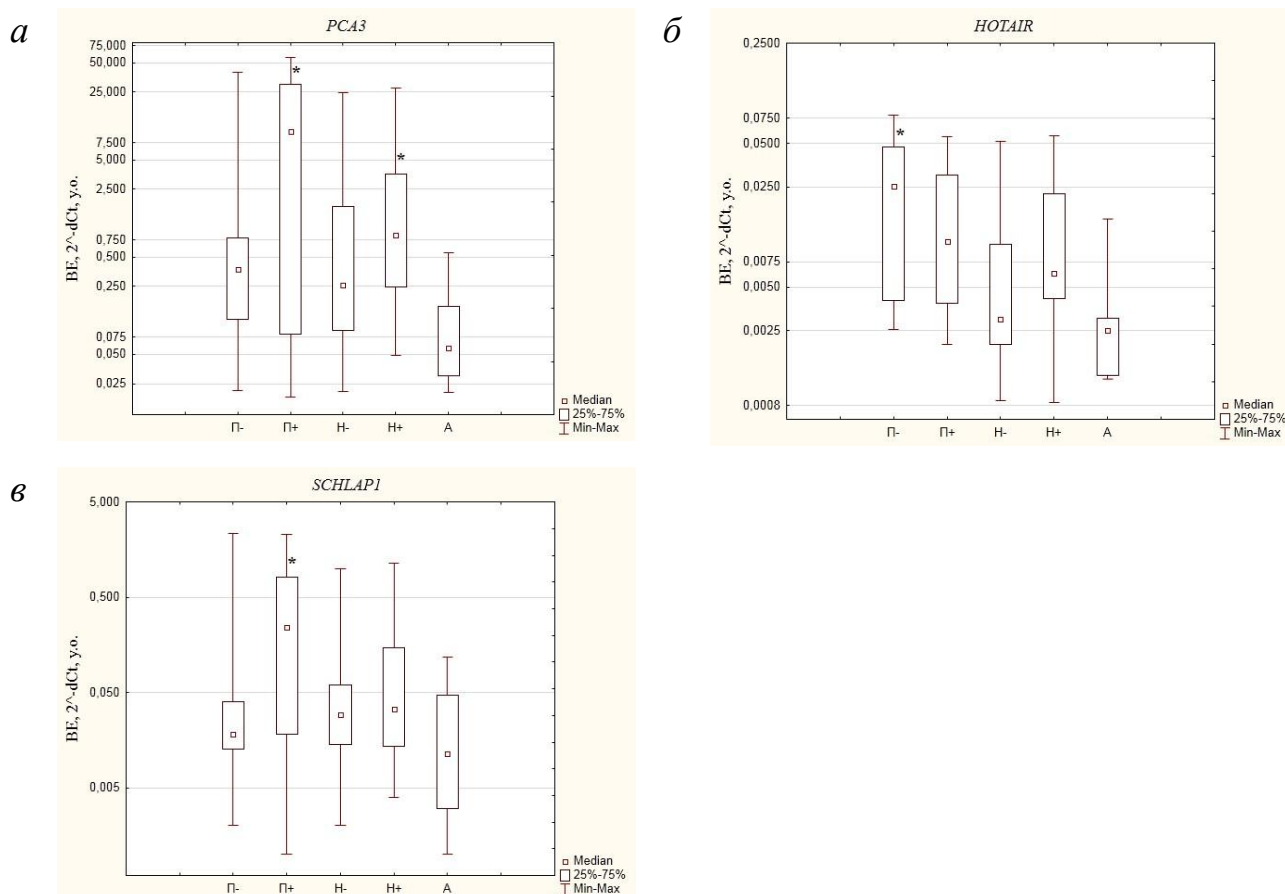 а
PCA3
75,000
50,000
25,000
7,500
5,000
2,500
0,750
0,500
0,250
0,075
0,050
0,025
ВЕ, 2^-dCt, у.о.
*
*
П- П+ Н- Н+ А
Median
25%-75%
Min-Max
б
HOTAIR
0,2500
0,0750
0,0500
0,0250
0,0075
0,0050
0,0025
0,0008
ВЕ, 2^-dCt, у.о.
*
П- П+ Н- Н+ А
Median
25%-75%
Min-Max
в
SCHLAP1
5,000
0,500
0,050
0,005
ВЕ, 2^-dCt, у.о.
*
П- П+ Н- Н+ А
Median
25%-75%
Min-Max